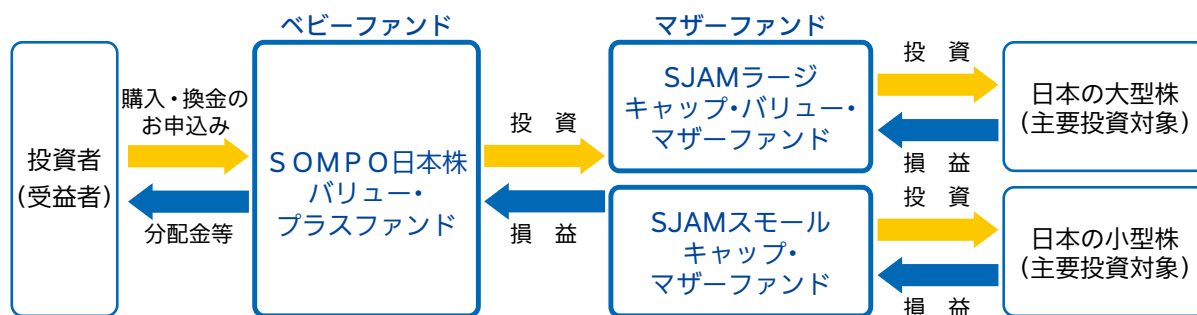 ベビーファンド
マザーファンド
投資者
(受益者)
購入・換金の
お申込み
分配金等
SOMPO日本株
バリュー・
プラスファンド
投 資
損 益
SJAMラージ
キャップ・バリュー・
マザーファンド
投 資
損 益
日本の大型株
(主要投資対象)
SJAMスモール
キャップ・
マザーファンド
投 資
損 益
日本の小型株
(主要投資対象)